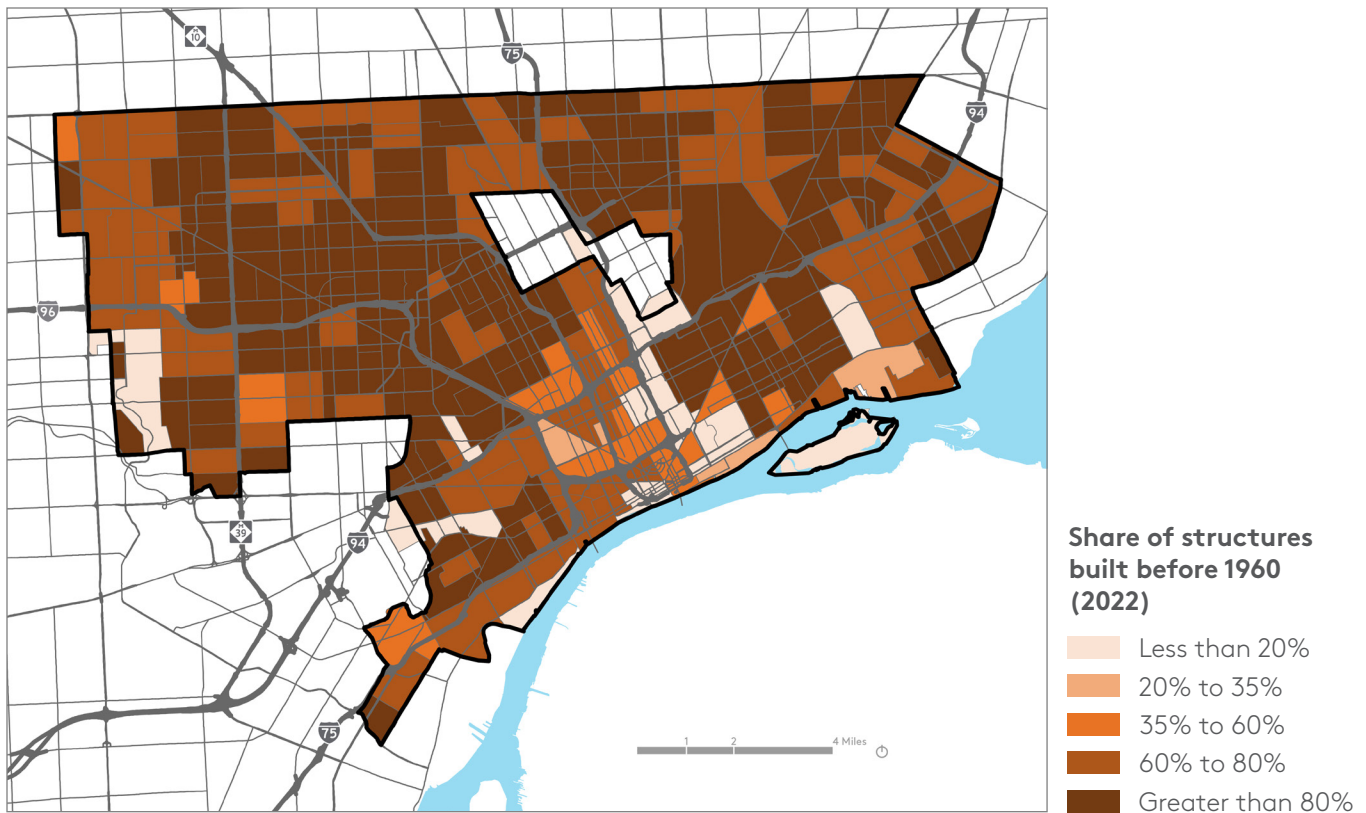 10
75
94
96
39
94
75
1 2 4 Miles
Share of structures
built before 1960
(2022)
Less than 20%
20% to 35%
35% to 60%
60% to 80%
Greater than 80%